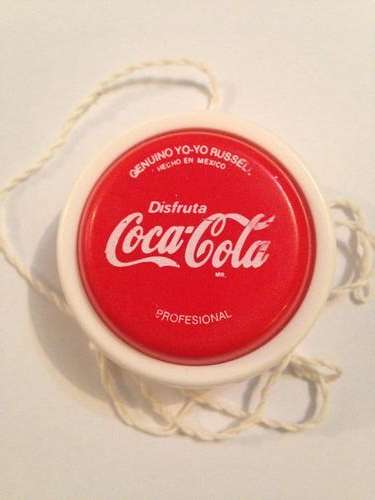 GENUINO YO-YO RUSSELL
HECHO EN MEXICO
Disfruta
Coca-Cola
MR.
PROFESIONAL